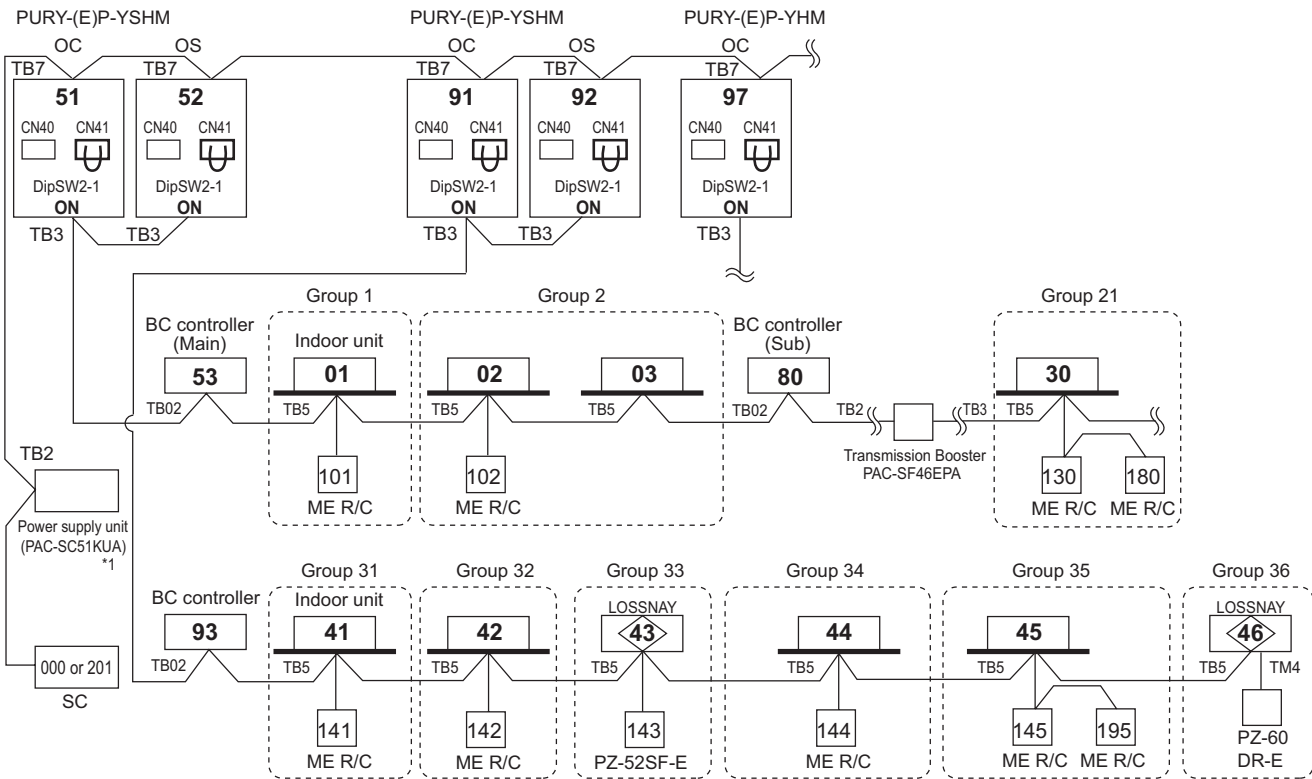 PURY-(E)P-YSHM
PURY-(E)P-YSHM
PURY-(E)P-YHM
OC
OS
OC
OS
OC
TB7
TB7
TB7
TB7
TB7
51
52
91
92
97
CN40 CN41
CN40 CN41
CN40 CN41
CN40 CN41
CN40 CN41
DipSW2-1
DipSW2-1
DipSW2-1
DipSW2-1
DipSW2-1
ON
ON
ON
ON
ON
TB3
TB3
TB3
TB3
TB3
Group 1
Group 2
Group 21
BC controller
(Main)
Indoor unit
BC controller
(Sub)
53
01
02
03
80
30
TB02
TB5
TB5
TB5
TB02
TB2
TB3
TB5
Transmission Booster
PAC-SF46EPA
101
102
130
180
ME R/C
ME R/C
ME R/C
ME R/C
TB2
Power supply unit
(PAC-SC51KUA)
*1
Group 31
Group 32
Group 33
Group 34
Group 35
Group 36
BC controller
Indoor unit
LOSSNAY
LOSSNAY
93
41
42
43
44
45
46
TB02
TB5
TB5
TB5
TB5
TB5
TB5
TM4
000 or 201
SC
141
142
143
144
145
195
ME R/C
ME R/C
PZ-52SF-E
ME R/C
ME R/C
ME R/C
PZ-60
DR-E